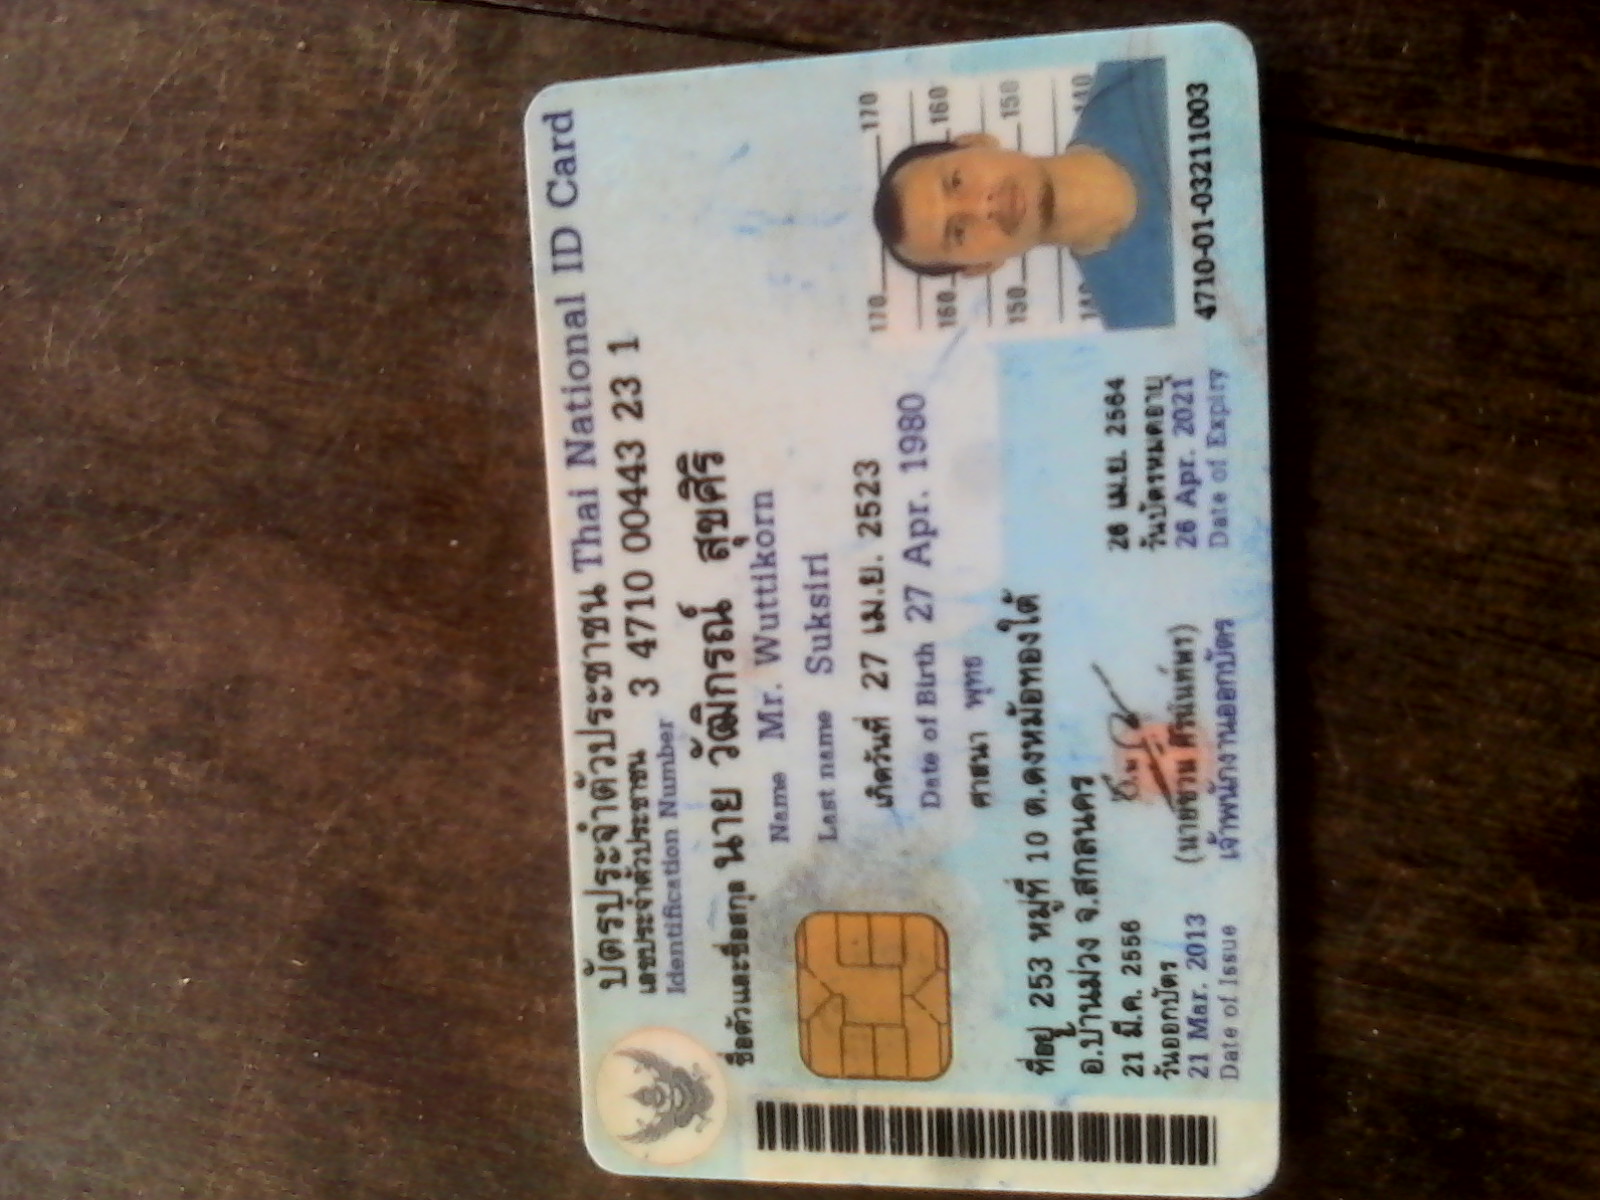 บัตรประจำตัวประชาชน Thai National ID Card
เลขประจำตัวประชาชน 3 4710 00443 23 1
Identification Number
ชื่อตัวและชื่อสกุล นาย วัฒิกรณ์ สุขศิริ
Name Mr. Wuttikorn
Last name Suksiri
เกิดวันที่ 27 เม.ย. 2523
Date of Birth 27 Apr. 1980
ศาสนา พุทธ
ที่อยู่ 253 หมู่ที่ 10 ต.ดงหม้อทองใต้
อ.บ้านม่วง จ.สกลนคร
21 มี.ค. 2556
วันออกบัตร
21 Mar. 2013
Date of Issue
(นายชวน ศิรินันท์พร)
เจ้าพนักงานออกบัตร
26 เม.ย. 2564
วันบัตรหมดอายุ
26 Apr. 2021
Date of Expiry
170 170
160 160
150 150
140 140
4710-01-03211003